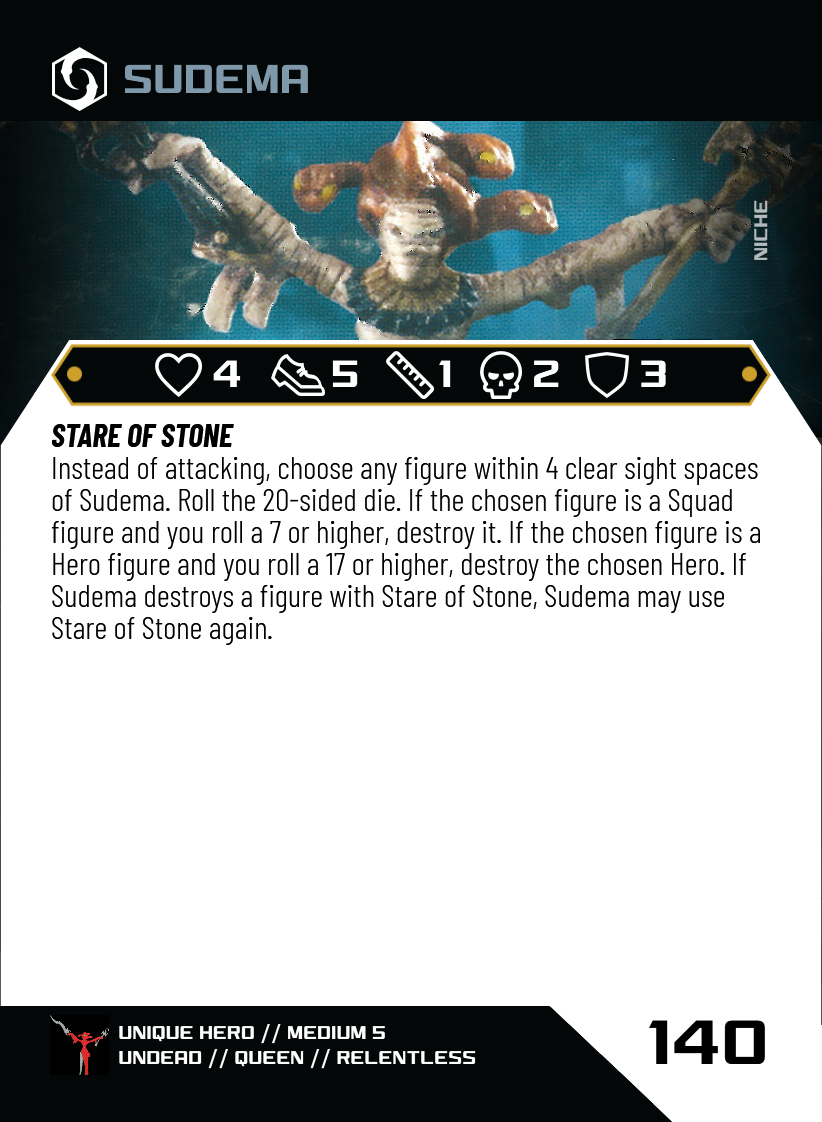 SUDEMA
NICHE
4 5 1 2 3
STARE OF STONE
Instead of attacking, choose any figure within 4 clear sight spaces
of Sudema. Roll the 20-sided die. If the chosen figure is a Squad
figure and you roll a 7 or higher, destroy it. If the chosen figure is a
Hero figure and you roll a 17 or higher, destroy the chosen Hero. If
Sudema destroys a figure with Stare of Stone, Sudema may use
Stare of Stone again.
UNIQUE HERO // MEDIUM 5
UNDEAD // QUEEN // RELENTLESS
140